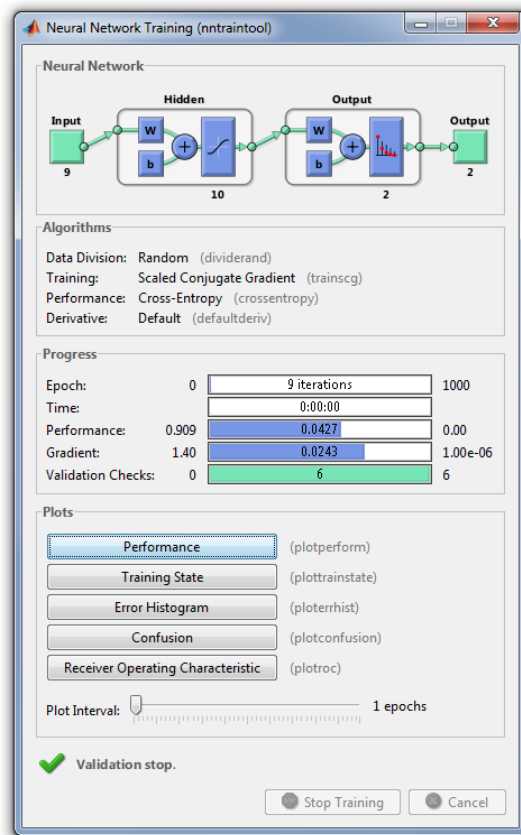 Neural Network Training (nntraintool)
Neural Network
Hidden
Output
Input
W
b
+
W
b
+
Output
9
10
2
2
Algorithms
Data Division: Random (dividerand)
Training: Scaled Conjugate Gradient (trainscg)
Performance: Cross-Entropy (crossentropy)
Derivative: Default (defaultderiv)
Progress
Epoch: 0 9 iterations 1000
Time: 0:00:00
Performance: 0.909 0.0427 0.00
Gradient: 1.40 0.0243 1.00e-06
Validation Checks: 0 6 6
Plots
Performance (plotperform)
Training State (plottrainstate)
Error Histogram (ploterrhist)
Confusion (plotconfusion)
Receiver Operating Characteristic (plotroc)
Plot Interval: 1 epochs
Validation stop.
Stop Training Cancel